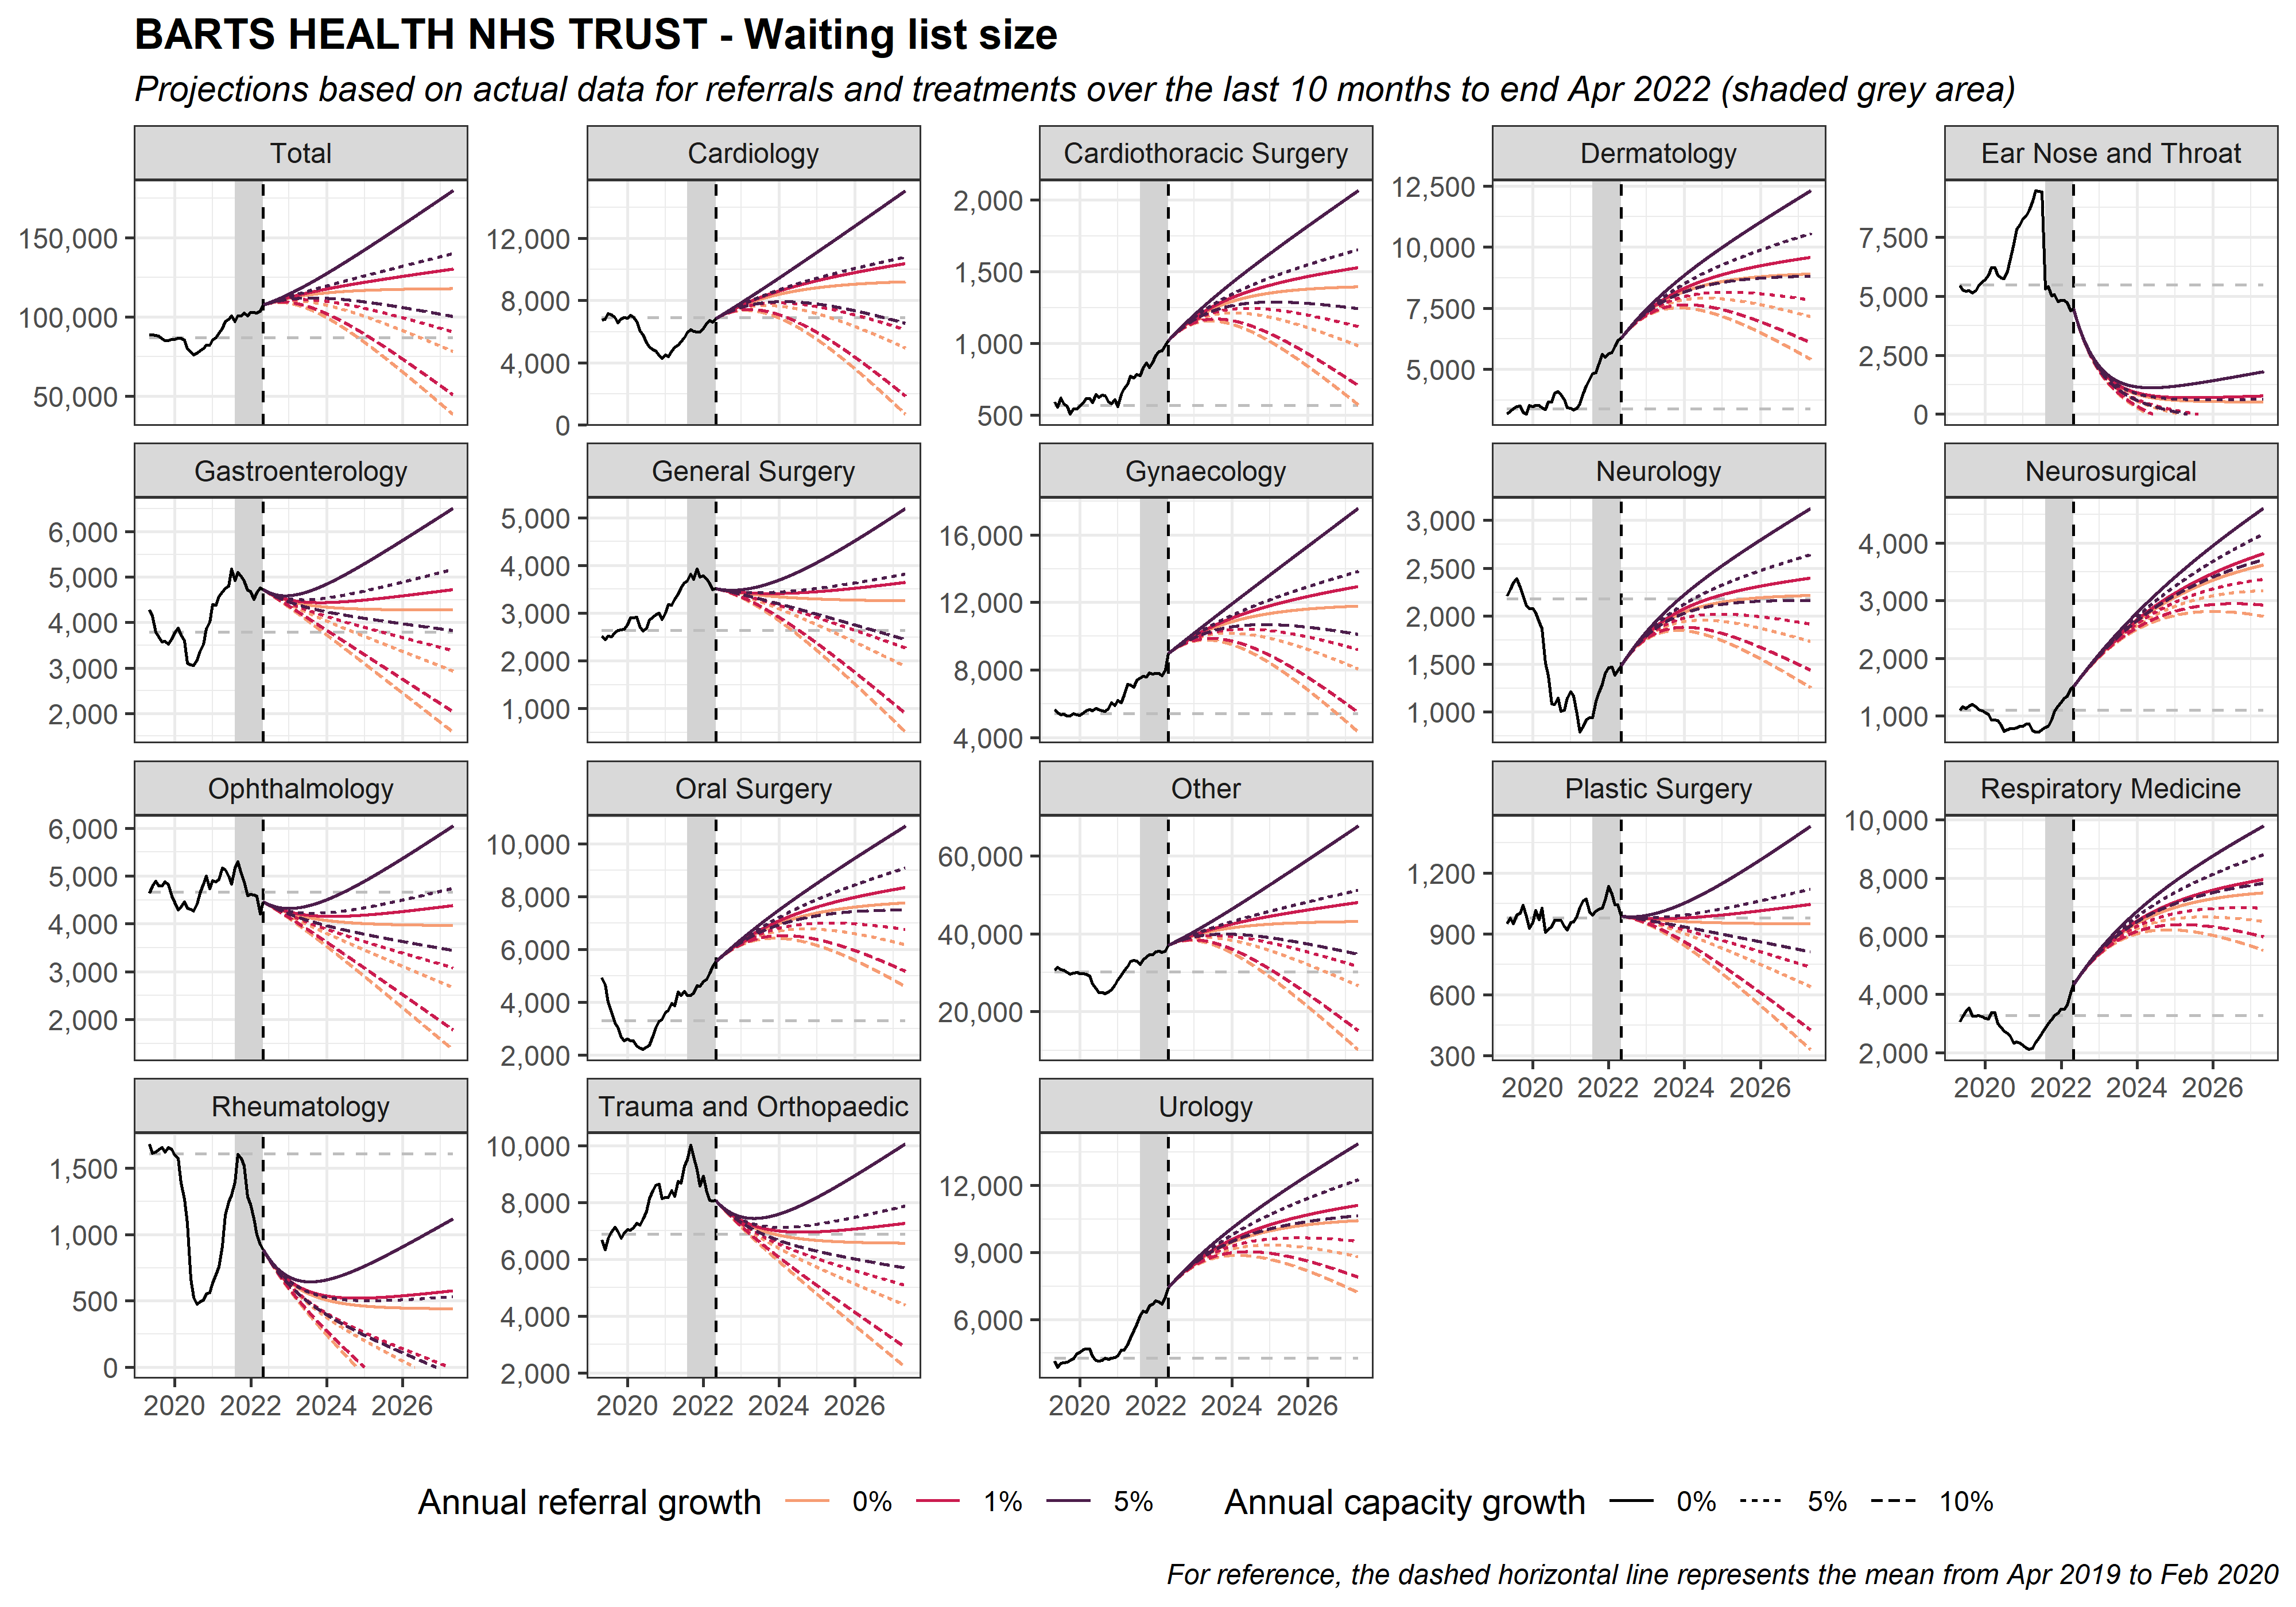 BARTS HEALTH NHS TRUST - Waiting list size
Projections based on actual data for referrals and treatments over the last 10 months to end Apr 2022 (shaded grey area)
Total
Cardiology
Cardiothoracic Surgery
Dermatology
Ear Nose and Throat
150,000
100,000
50,000
12,000
8,000
4,000
0
2,000
1,500
1,000
500
12,500
10,000
7,500
5,000
7,500
5,000
2,500
0
Gastroenterology
General Surgery
Gynaecology
Neurology
Neurosurgical
6,000
5,000
4,000
3,000
2,000
5,000
4,000
3,000
2,000
1,000
16,000
12,000
8,000
4,000
3,000
2,500
2,000
1,500
1,000
4,000
3,000
2,000
1,000
Ophthalmology
Oral Surgery
Other
Plastic Surgery
Respiratory Medicine
6,000
5,000
4,000
3,000
2,000
10,000
8,000
6,000
4,000
2,000
60,000
40,000
20,000
1,200
900
600
300
2020 2022 2024 2026
10,000
8,000
6,000
4,000
2,000
2020 2022 2024 2026
Rheumatology
Trauma and Orthopaedic
Urology
1,500
1,000
500
0
2020 2022 2024 2026
10,000
8,000
6,000
4,000
2,000
2020 2022 2024 2026
12,000
9,000
6,000
2020 2022 2024 2026
Annual referral growth 0% 1% 5% Annual capacity growth 0% 5% 10%
For reference, the dashed horizontal line represents the mean from Apr 2019 to Feb 2020